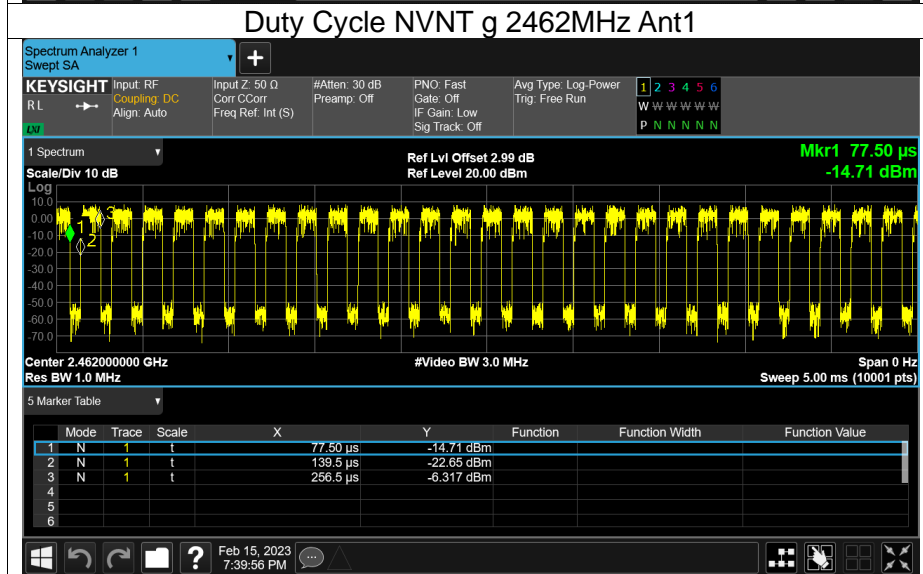 Duty Cycle NVNT g 2462MHz Ant1
Spectrum Analyzer 1
Swept SA
+
KEYSIGHT Input: RF Input Z: 50 Ω #Atten: 30 dB PNO: Fast Avg Type: Log-Power 1 2 3 4 5 6
RL Coupling: DC Corr CCorr Preamp: Off Gate: Off Trig: Free Run W W W W W W
Align: Auto Freq Ref: Int (S) IF Gain: Low
LXI Sig Track: Off P N N N N N
1 Spectrum Ref Lvl Offset 2.99 dB Mkr1 77.50 µs
Scale/Div 10 dB Ref Level 20.00 dBm -14.71 dBm
Log
10.0
0.00
-10.0
-20.0
-30.0
-40.0
-50.0
-60.0
-70.0
1
2
3
Center 2.462000000 GHz #Video BW 3.0 MHz Span 0 Hz
Res BW 1.0 MHz Sweep 5.00 ms (10001 pts)
5 Marker Table
Mode Trace Scale X Y Function Function Width Function Value
1 N 1 t 77.50 µs -14.71 dBm
2 N 1 t 139.5 µs -22.65 dBm
3 N 1 t 256.5 µs -6.317 dBm
4
5
6
? Feb 15, 2023
7:39:56 PM